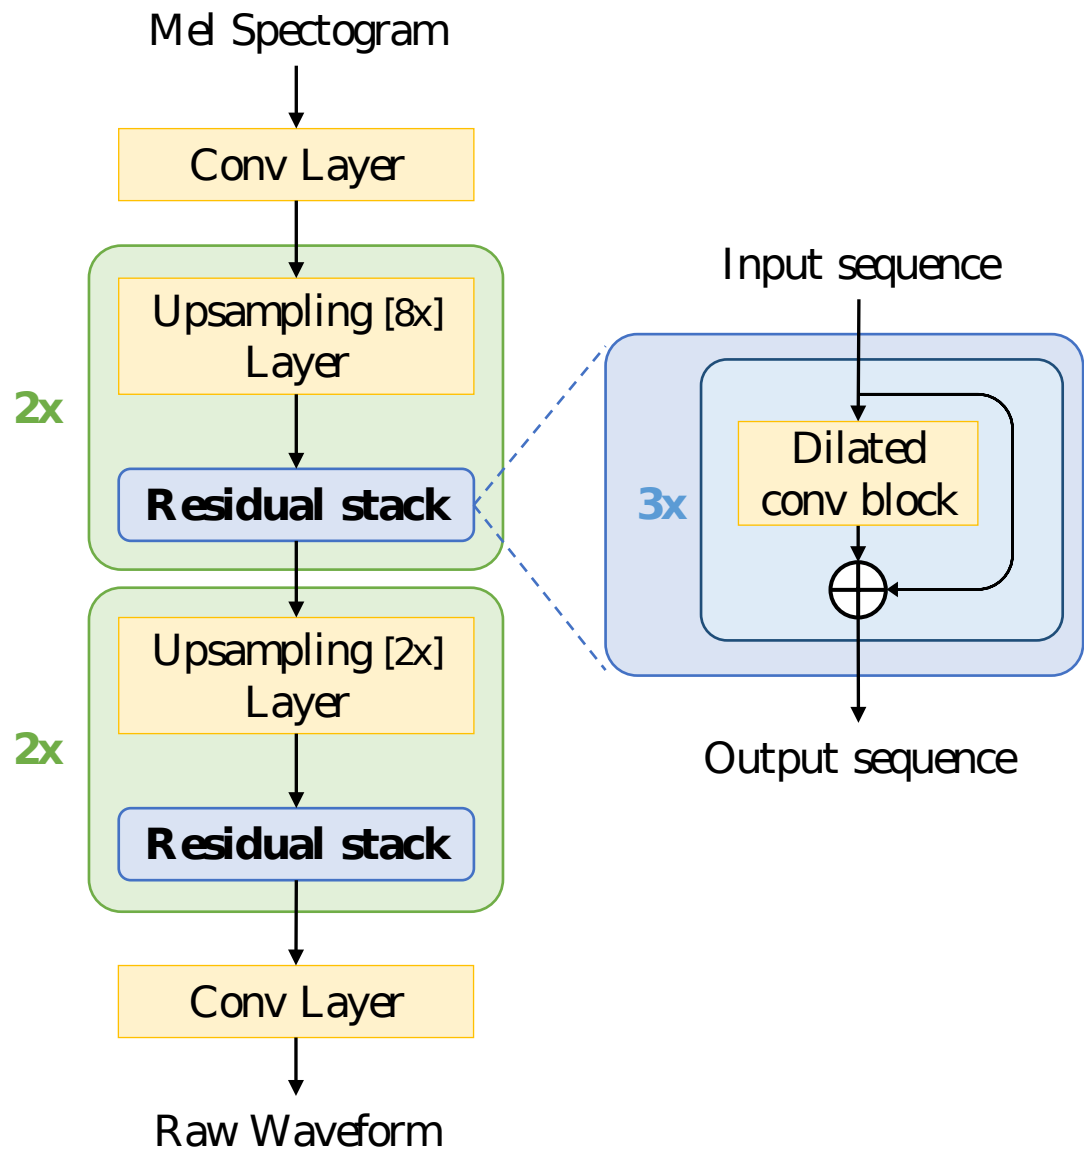 Mel Spectogram
Conv Layer
2x
Upsampling [8x]
Layer
Residual stack
2x
Upsampling [2x]
Layer
Residual stack
Conv Layer
Raw Waveform
Input sequence
3x
Dilated
conv block
Output sequence